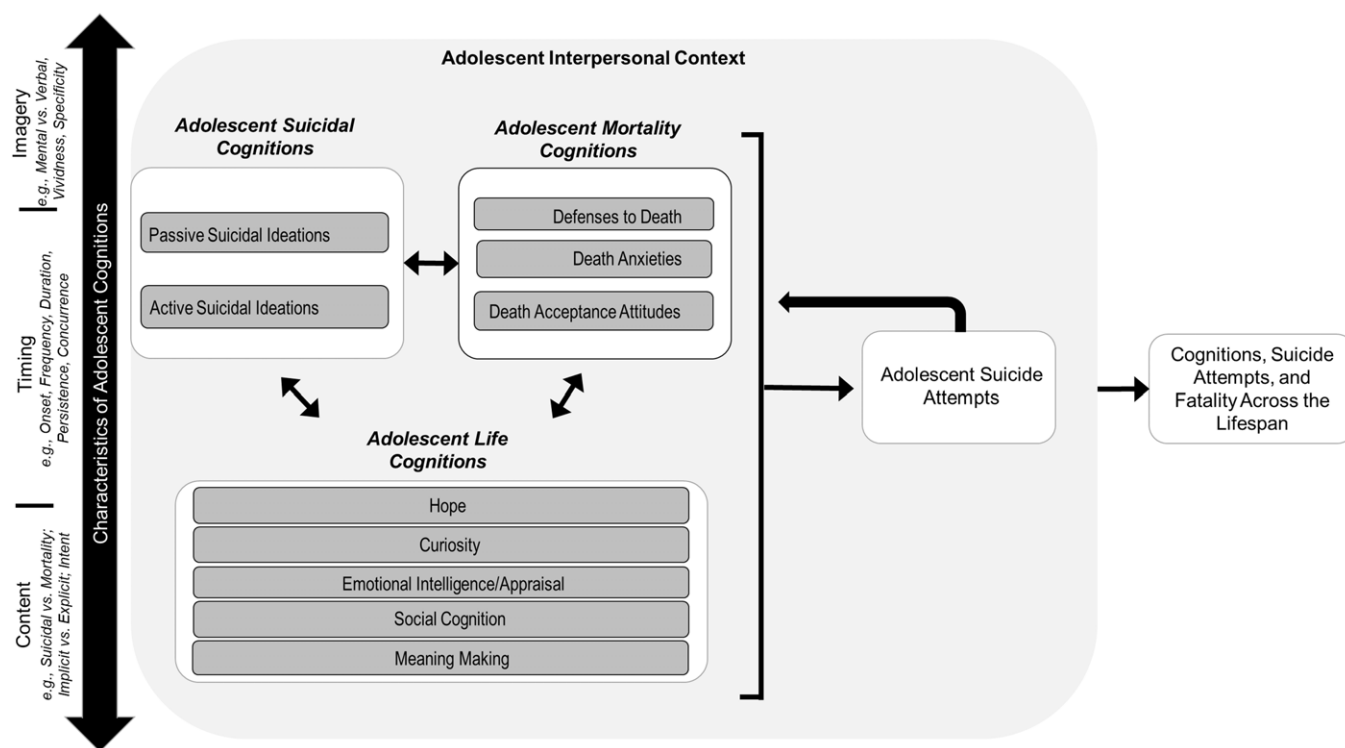 Adolescent Interpersonal Context
Imagery
e.g., Mental vs. Verbal,
Vividness, Specificity
Timing
e.g., Onset, Frequency, Duration,
Persistence, Concurrence
Content
e.g., Suicidal vs. Mortality;
Implicit vs. Explicit; Intent
Characteristics of Adolescent Cognitions
Adolescent Suicidal
Cognitions
Passive Suicidal Ideations
Active Suicidal Ideations
Adolescent Mortality
Cognitions
Defenses to Death
Death Anxieties
Death Acceptance Attitudes
Adolescent Life
Cognitions
Hope
Curiosity
Emotional Intelligence/Appraisal
Social Cognition
Meaning Making
Adolescent Suicide
Attempts
Cognitions, Suicide
Attempts, and
Fatality Across the
Lifespan